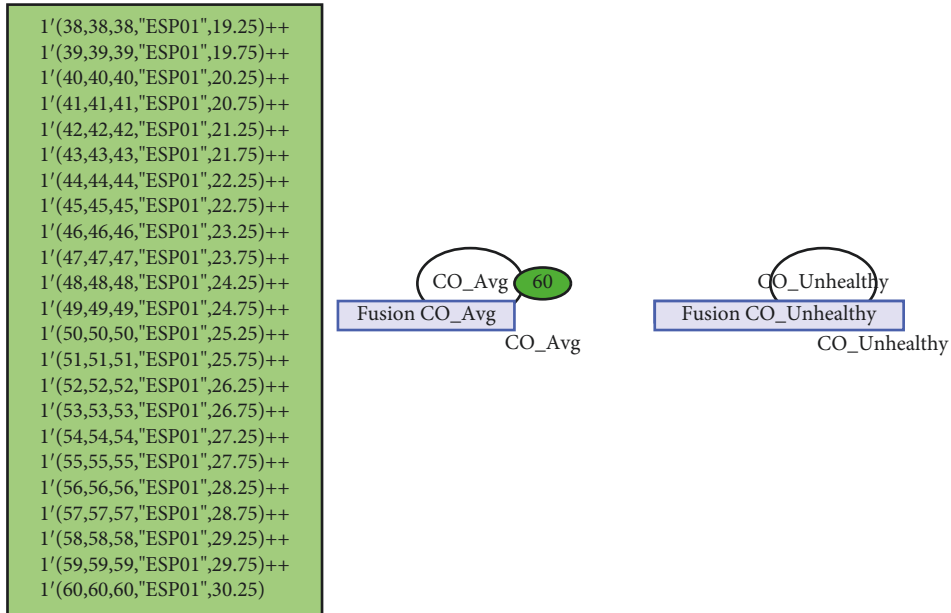 1′(38,38,38,"ESP01",19.25)++
1′(39,39,39,"ESP01",19.75)++
1′(40,40,40,"ESP01",20.25)++
1′(41,41,41,"ESP01",20.75)++
1′(42,42,42,"ESP01",21.25)++
1′(43,43,43,"ESP01",21.75)++
1′(44,44,44,"ESP01",22.25)++
1′(45,45,45,"ESP01",22.75)++
1′(46,46,46,"ESP01",23.25)++
1′(47,47,47,"ESP01",23.75)++
1′(48,48,48,"ESP01",24.25)++
1′(49,49,49,"ESP01",24.75)++
1′(50,50,50,"ESP01",25.25)++
1′(51,51,51,"ESP01",25.75)++
1′(52,52,52,"ESP01",26.25)++
1′(53,53,53,"ESP01",26.75)++
1′(54,54,54,"ESP01",27.25)++
1′(55,55,55,"ESP01",27.75)++
1′(56,56,56,"ESP01",28.25)++
1′(57,57,57,"ESP01",28.75)++
1′(58,58,58,"ESP01",29.25)++
1′(59,59,59,"ESP01",29.75)++
1′(60,60,60,"ESP01",30.25)
CO_Avg
60
Fusion CO_Avg
CO_Avg
CO_Unhealthy
Fusion CO_Unhealthy
CO_Unhealthy